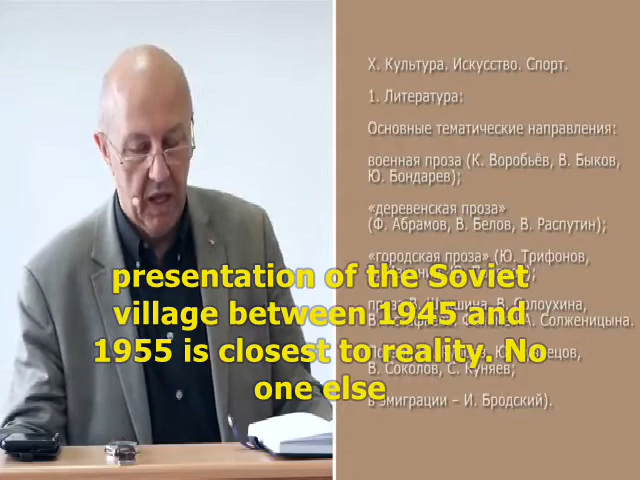 X. Культура. Искусство. Спорт.
1. Литература:
Основные тематические направления:
военная проза (К. Воробьёв, В. Быков,
Ю. Бондарев);
«деревенская проза»
(Ф. Абрамов, В. Белов, В. Распутин);
«городская проза» (Ю. Трифонов,
В. Солоухина,
А. Солженицына.
В. Соколов, С. Куняев;
в эмиграции – И. Бродский).
presentation of the Soviet
village between 1945 and
1955 is closest to reality. No
one else